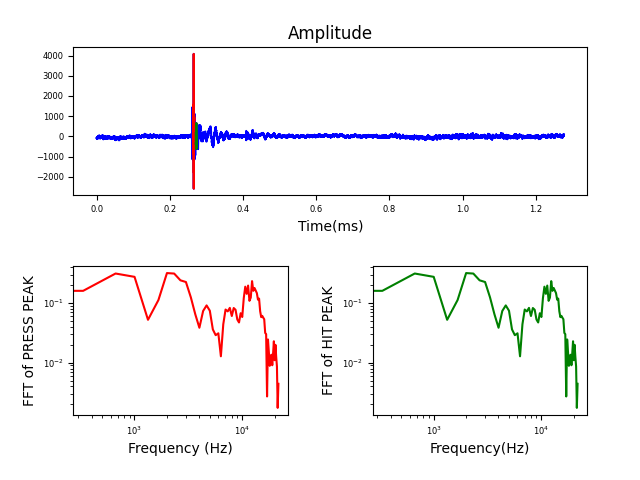 Amplitude
4000
3000
2000
1000
0
−1000
−2000
0.0 0.2 0.4 0.6 0.8 1.0 1.2
Time(ms)
FFT of PRESS PEAK
10⁻¹
10⁻²
10³ 10⁴
Frequency (Hz)
FFT of HIT PEAK
10⁻¹
10⁻²
10³ 10⁴
Frequency(Hz)